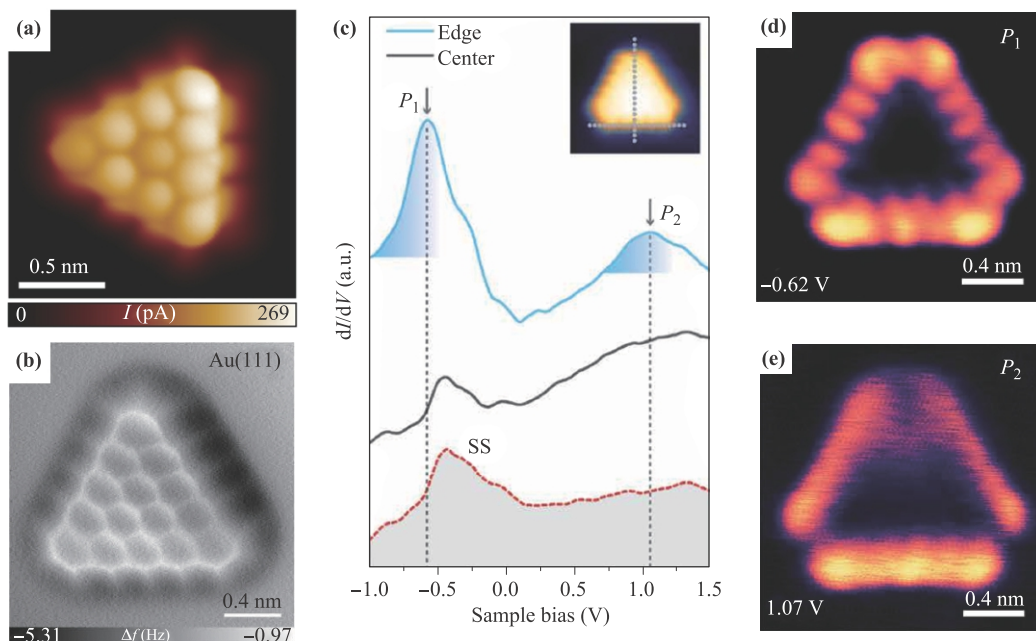 (a)
0.5 nm
0 I (pA) 269
(b)
Au(111)
0.4 nm
−5.31 Δf (Hz) −0.97
(c)
Edge
Center
P1
P2
SS
dI/dV (a.u.)
-1.0 -0.5 0.0 0.5 1.0 1.5
Sample bias (V)
(d)
P1
−0.62 V
0.4 nm
(e)
P2
1.07 V
0.4 nm